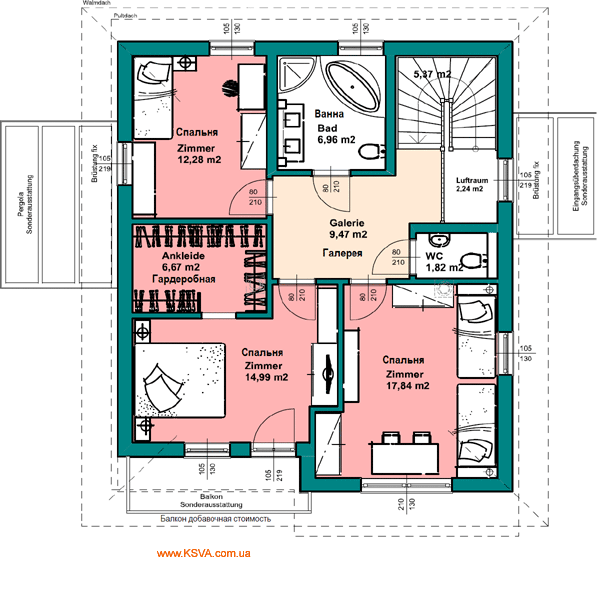 Walmdach
Pultdach
105
130
105
130
5,37 m2
Ванна
Bad
6,96 m2
Спальня
Zimmer
12,28 m2
105
219
Brüstung fix
Pergola
Sonderausstattung
80
210
80
210
Luftraum
2,24 m2
105
219
Brüstung fix
Eingangsüberdachung
Sonderausstattung
Galerie
9,47 m2
Галерея
WC
1,82 m2
80
210
Ankleide
6,67 m2
Гардеробная
80
210
80
210
Спальня
Zimmer
14,99 m2
Спальня
Zimmer
17,84 m2
105
130
105
130
105
219
210
130
Balkon
Sonderausstattung
Балкон добавочная стоимость
www.KSVA.com.ua